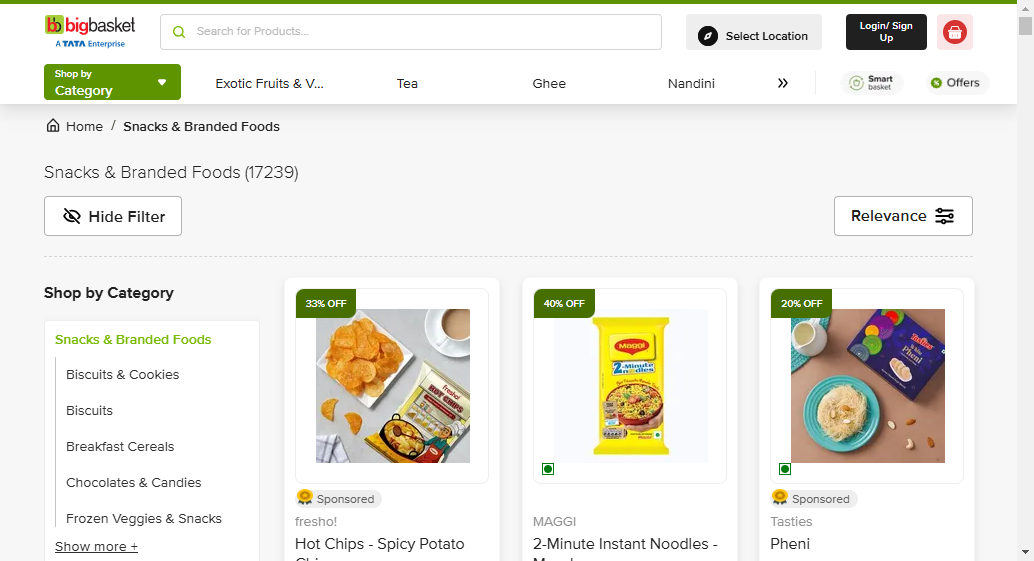 bb bigbasket
A TATA Enterprise
Search for Products...
Select Location
Login/ Sign
Up
Shop by
Category
Exotic Fruits & V...
Tea
Ghee
Nandini
Smart
basket
Offers
Home / Snacks & Branded Foods
Snacks & Branded Foods (17239)
Hide Filter
Relevance
Shop by Category
Snacks & Branded Foods
Biscuits & Cookies
Biscuits
Breakfast Cereals
Chocolates & Candies
Frozen Veggies & Snacks
Show more +
33% OFF
fresho!
HOT CHIPS
Sponsored
fresho!
Hot Chips - Spicy Potato
40% OFF
MAGGI
2-Minute
noodles
MAGGI
2-Minute Instant Noodles -
20% OFF
Tasties
White
Pheni
Sponsored
Tasties
Pheni